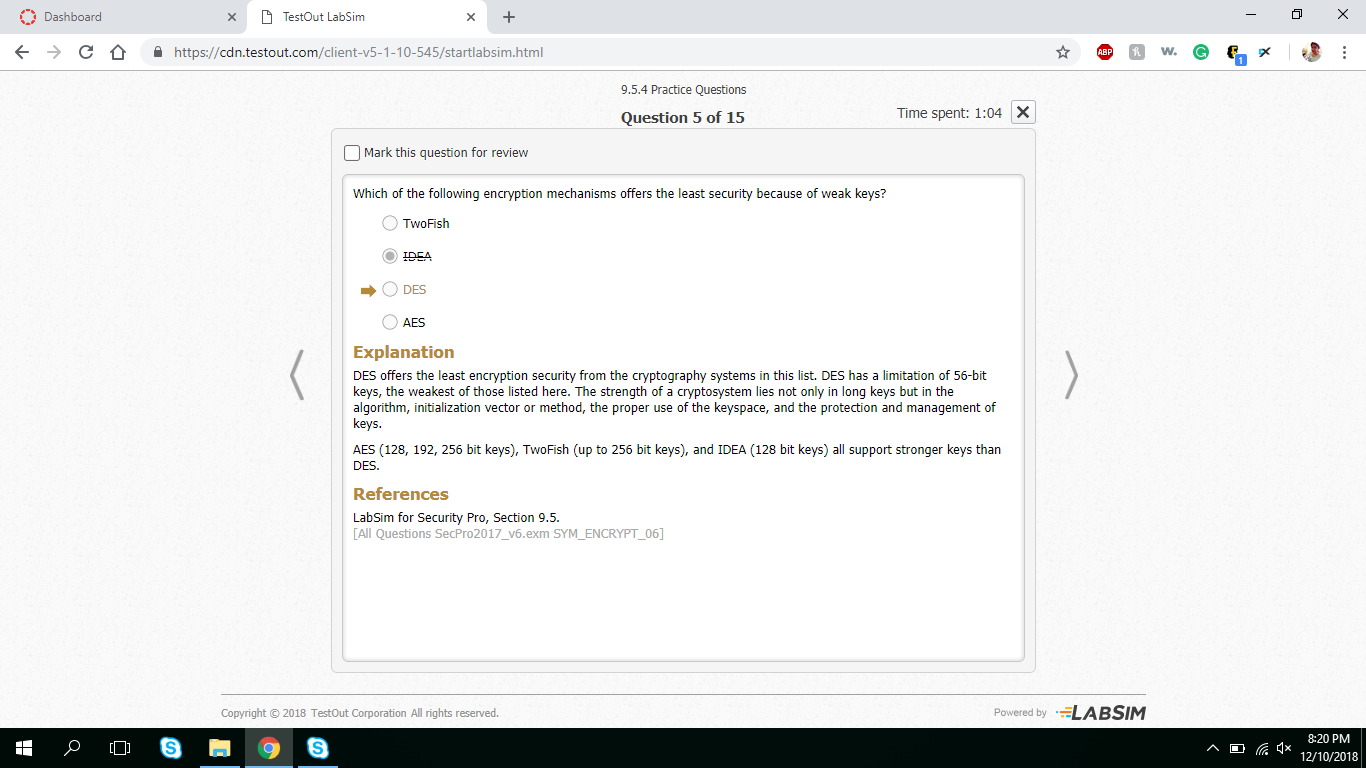 Dashboard
TestOut LabSim
https://cdn.testout.com/client-v5-1-10-545/startlabsim.html
ABP
w.
1
9.5.4 Practice Questions
Question 5 of 15
Time spent: 1:04
Mark this question for review
Which of the following encryption mechanisms offers the least security because of weak keys?
TwoFish
IDEA
DES
AES
Explanation
DES offers the least encryption security from the cryptography systems in this list. DES has a limitation of 56-bit
keys, the weakest of those listed here. The strength of a cryptosystem lies not only in long keys but in the
algorithm, initialization vector or method, the proper use of the keyspace, and the protection and management of
keys.
AES (128, 192, 256 bit keys), TwoFish (up to 256 bit keys), and IDEA (128 bit keys) all support stronger keys than
DES.
References
LabSim for Security Pro, Section 9.5.
[All Questions SecPro2017_v6.exm SYM_ENCRYPT_06]
Copyright © 2018 TestOut Corporation All rights reserved.
Powered by LABSIM
8:20 PM
12/10/2018